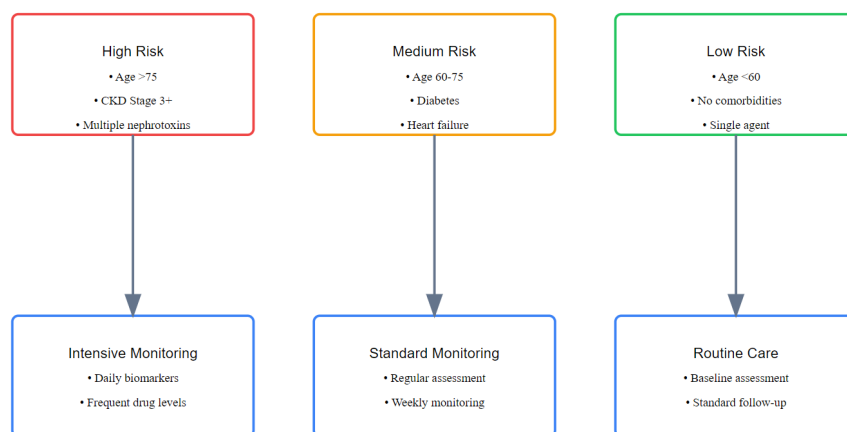 High Risk
• Age >75
• CKD Stage 3+
• Multiple nephrotoxins
Medium Risk
• Age 60-75
• Diabetes
• Heart failure
Low Risk
• Age <60
• No comorbidities
• Single agent
Intensive Monitoring
• Daily biomarkers
• Frequent drug levels
Standard Monitoring
• Regular assessment
• Weekly monitoring
Routine Care
• Baseline assessment
• Standard follow-up